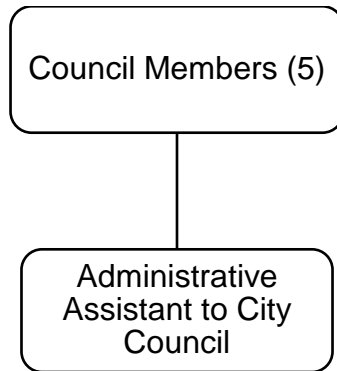 Council Members (5)
Administrative
Assistant to City
Council